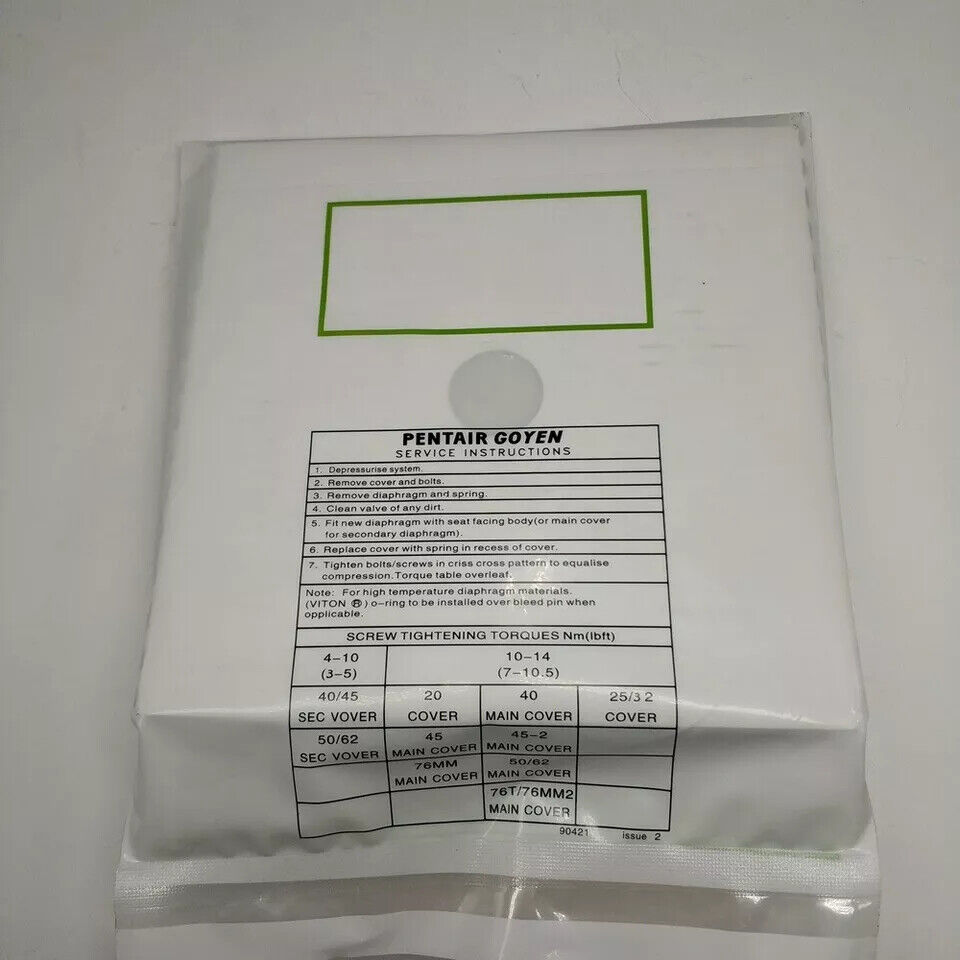 PENTAIR GOYEN
SERVICE INSTRUCTIONS
1. Depressurise system.
2. Remove cover and bolts.
3. Remove diaphragm and spring.
4. Clean valve of any dirt.
5. Fit new diaphragm with seat facing body(or main cover
for secondary diaphragm).
6. Replace cover with spring in recess of cover.
7. Tighten bolts/screws in criss cross pattern to equalise
compression.Torque table overleaf.
Note: For high temperature diaphragm materials.
(VITON ®) o-ring to be installed over bleed pin when
opplicable.
SCREW TIGHTENING TORQUES Nm(lbft)
4-10 10-14
(3-5) (7-10.5)
40/45 20 40 25/32
SEC VOVER COVER MAIN COVER COVER
50/62 45 45-2
SEC VOVER MAIN COVER MAIN COVER
76MM 50/62
MAIN COVER MAIN COVER
76T/76MM2
MAIN COVER
90421 issue 2